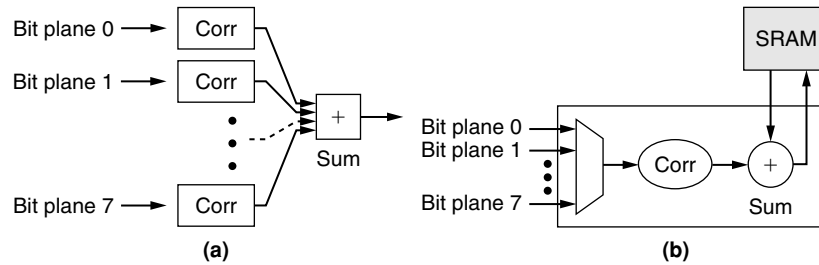 Bit plane 0
Corr
Bit plane 1
Corr
+
Sum
Bit plane 7
Corr
(a)
SRAM
Bit plane 0
Bit plane 1
Bit plane 7
Corr
+
Sum
(b)